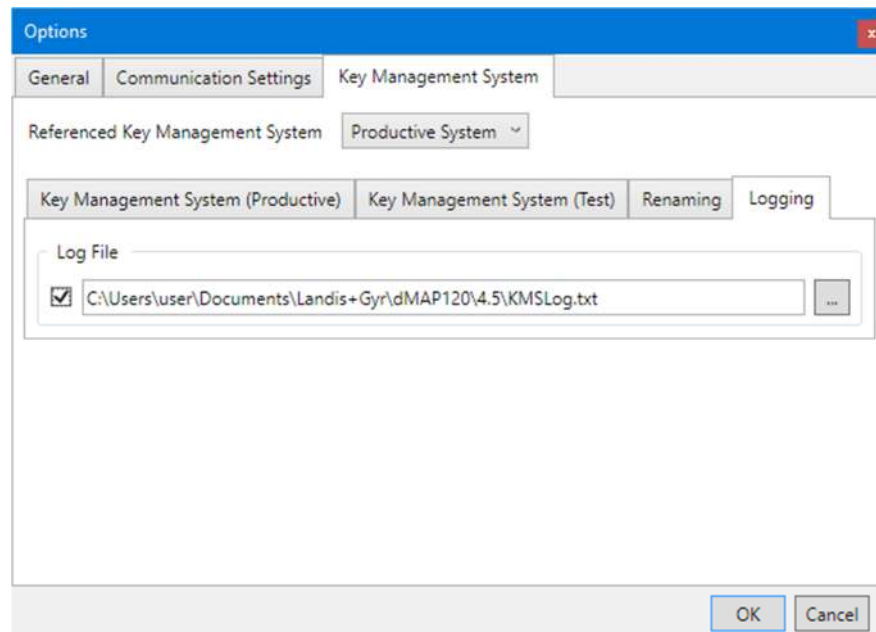 Options
x
General Communication Settings Key Management System
Referenced Key Management System Productive System
Key Management System (Productive) Key Management System (Test) Renaming Logging
Log File
C:\Users\user\Documents\Landis+Gyr\dMAP120\4.5\KMSLog.txt ...
OK Cancel